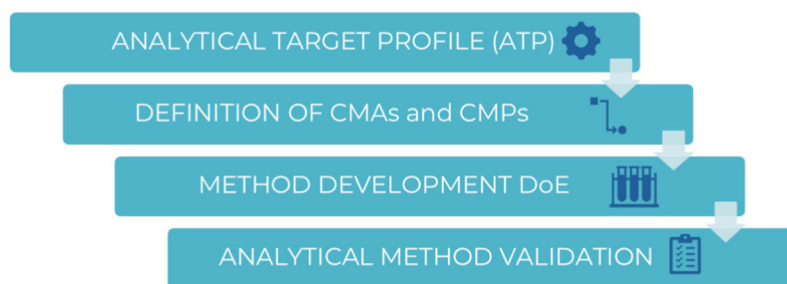 ANALYTICAL TARGET PROFILE (ATP)
DEFINITION OF CMAs and CMPs
METHOD DEVELOPMENT DoE
ANALYTICAL METHOD VALIDATION